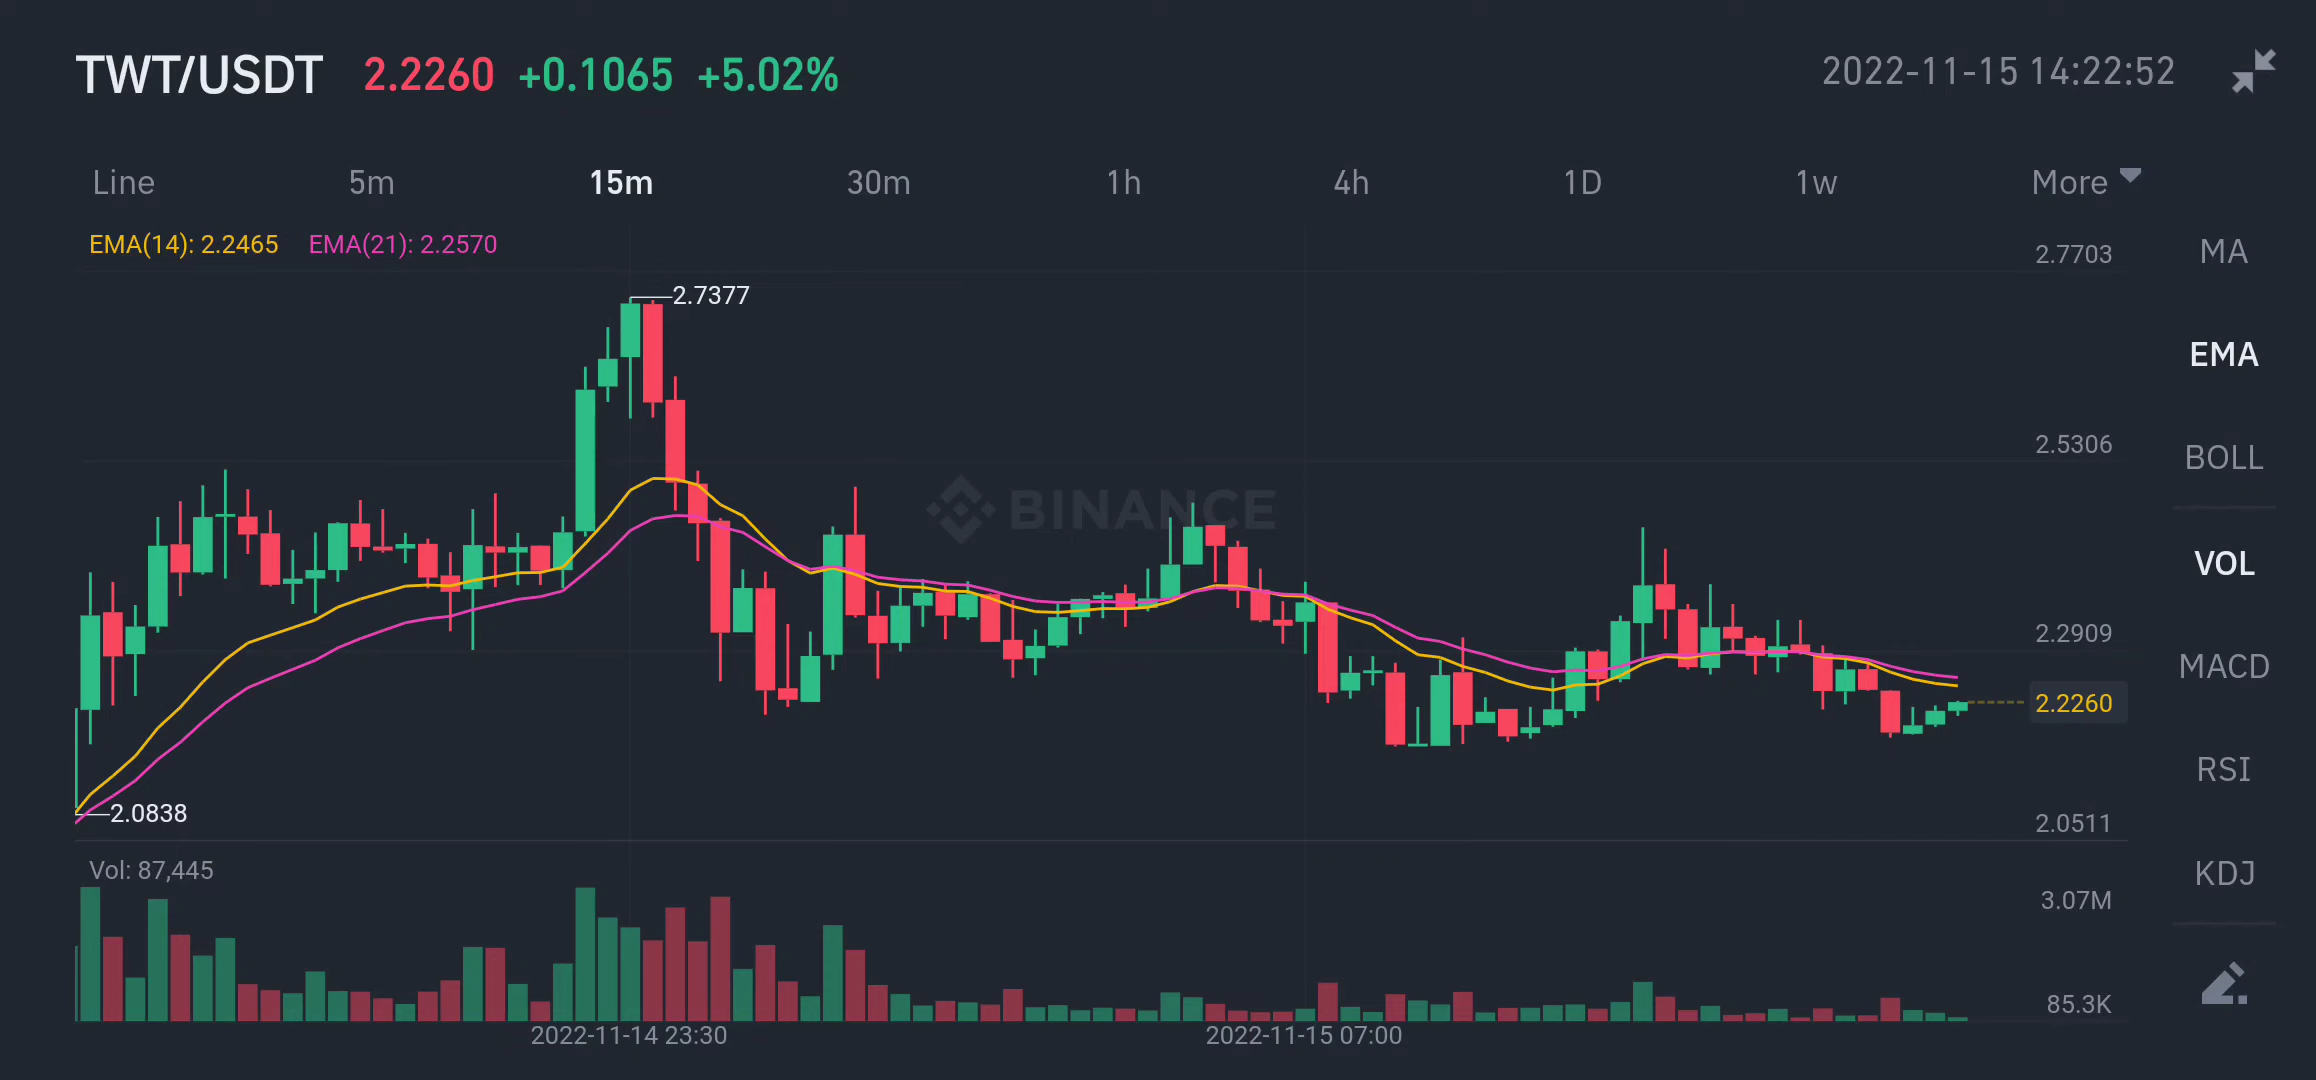 TWT/USDT 2.2260 +0.1065 +5.02% 2022-11-15 14:22:52
Line 5m 15m 30m 1h 4h 1D 1w More
EMA(14): 2.2465 EMA(21): 2.2570
2.7703
MA
2.7377
EMA
2.5306
BOLL
BINANCE
VOL
2.2909
MACD
2.2260
RSI
2.0838
2.0511
Vol: 87,445
KDJ
3.07M
85.3K
2022-11-14 23:30 2022-11-15 07:00